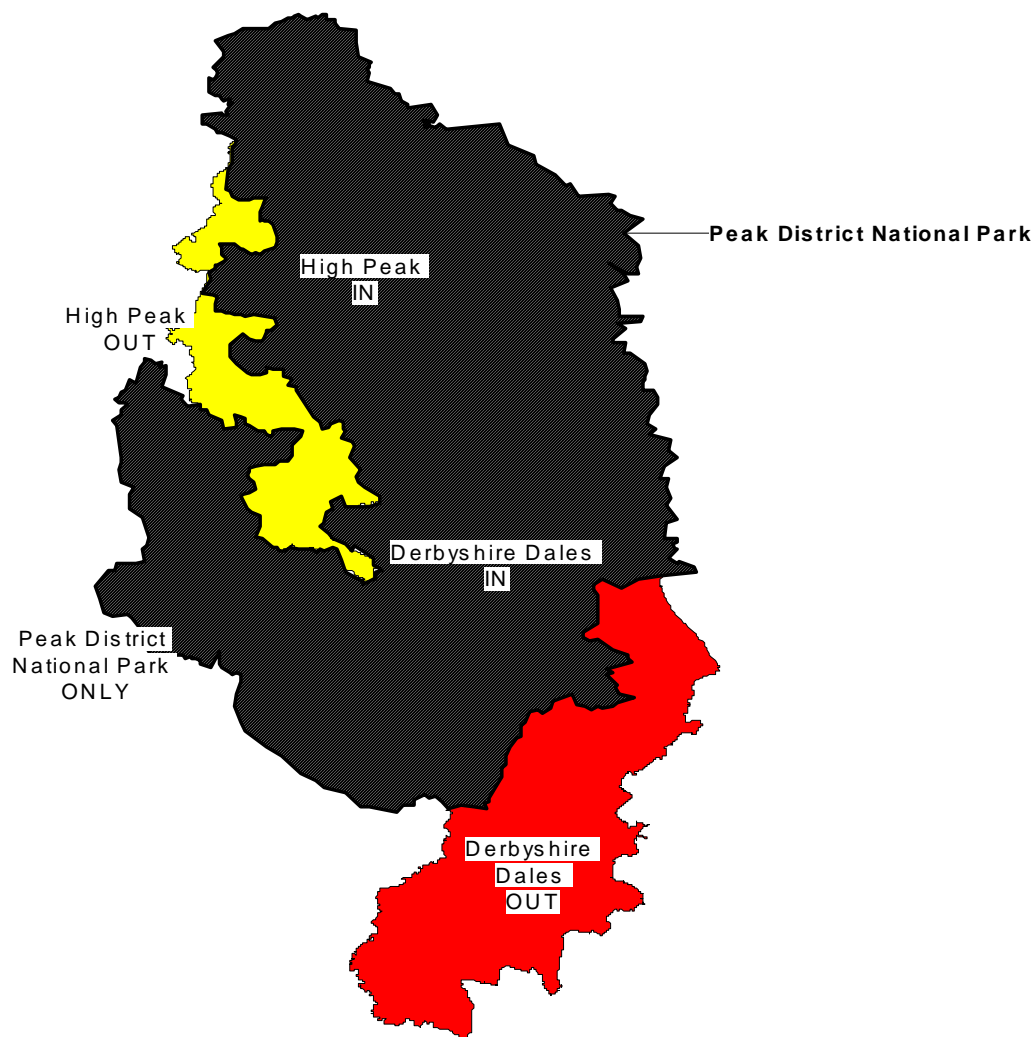 Peak District National Park
High Peak
IN
High Peak
OUT
Derbyshire Dales
IN
Peak District
National Park
ONLY
Derbyshire
Dales
OUT